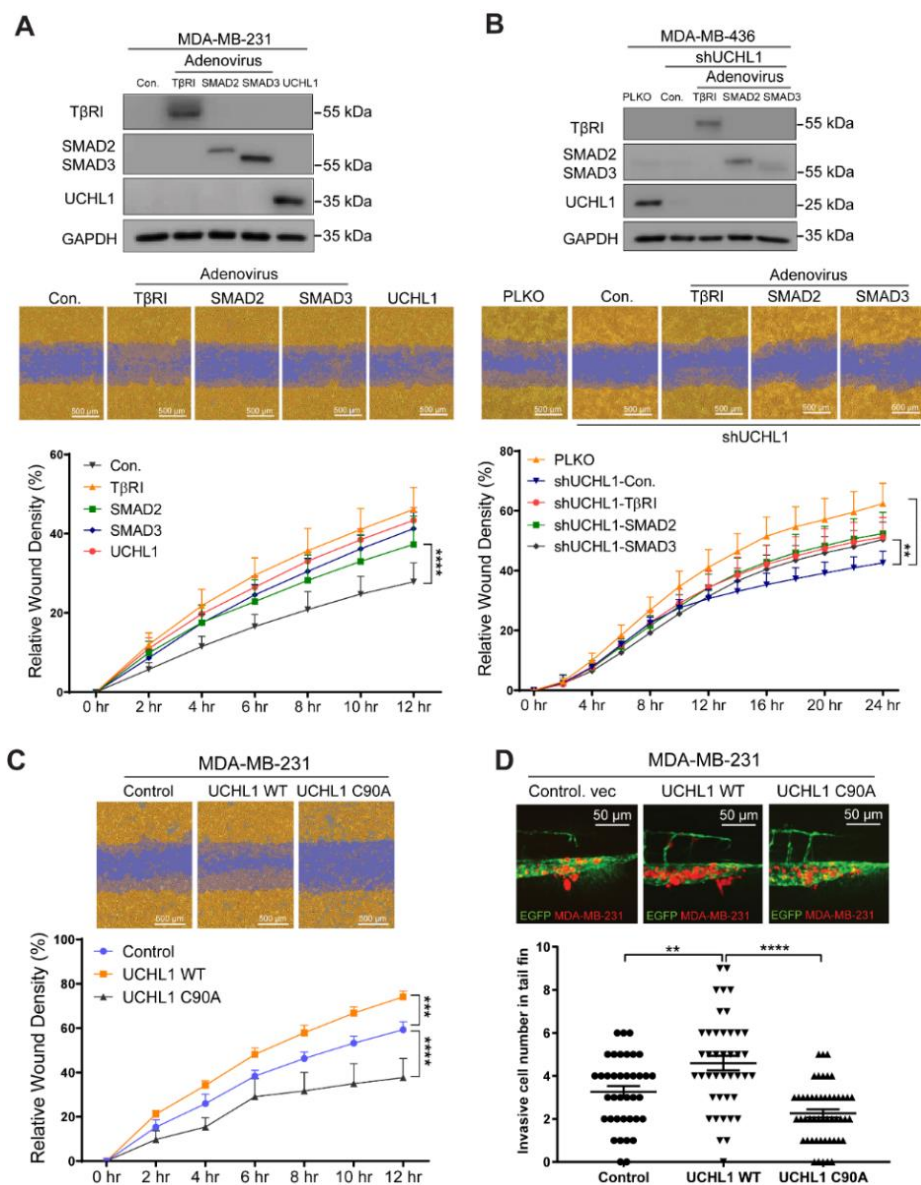 A
MDA-MB-231
Adenovirus
Con. TβRI SMAD2 SMAD3 UCHL1
TβRI
55 kDa
SMAD2
SMAD3
55 kDa
UCHL1
35 kDa
GAPDH
35 kDa
Adenovirus
Con. TβRI SMAD2 SMAD3 UCHL1
500 μm 500 μm 500 μm 500 μm 500 μm
Relative Wound Density (%)
60
40
20
0
Con.
TβRI
SMAD2
SMAD3
UCHL1
****
0 hr 2 hr 4 hr 6 hr 8 hr 10 hr 12 hr
B
MDA-MB-436
shUCHL1
Adenovirus
PLKO Con. TβRI SMAD2 SMAD3
TβRI
55 kDa
SMAD2
SMAD3
55 kDa
UCHL1
25 kDa
GAPDH
35 kDa
Adenovirus
PLKO Con. TβRI SMAD2 SMAD3
500 μm 500 μm 500 μm 500 μm 500 μm
shUCHL1
Relative Wound Density (%)
80
60
40
20
0
PLKO
shUCHL1-Con.
shUCHL1-TβRI
shUCHL1-SMAD2
shUCHL1-SMAD3
**
0 hr 4 hr 8 hr 12 hr 16 hr 20 hr 24 hr
C
MDA-MB-231
Control UCHL1 WT UCHL1 C90A
500 μm 500 μm 500 μm
Relative Wound Density (%)
100
80
60
40
20
0
Control
UCHL1 WT
UCHL1 C90A
***
****
0 hr 2 hr 4 hr 6 hr 8 hr 10 hr 12 hr
D
MDA-MB-231
Control. vec UCHL1 WT UCHL1 C90A
50 μm 50 μm 50 μm
EGFP MDA-MB-231 EGFP MDA-MB-231 EGFP MDA-MB-231
Invasive cell number in tail fin
10
8
6
4
2
0
** ****
Control UCHL1 WT UCHL1 C90A